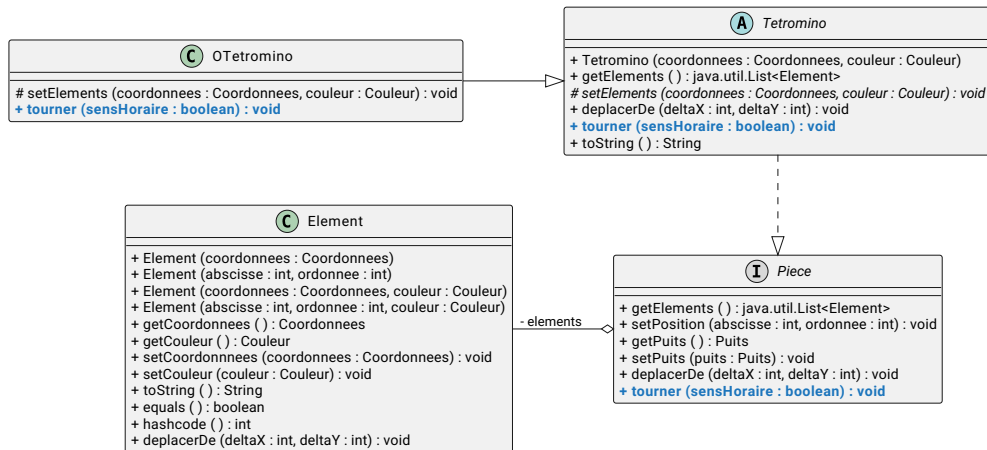 C OTetromino
# setElements (coordonnees : Coordonnees, couleur : Couleur) : void
+ tourner (sensHoraire : boolean) : void
A Tetromino
+ Tetromino (coordonnees : Coordonnees, couleur : Couleur)
+ getElements ( ) : java.util.List<Element>
# setElements (coordonnees : Coordonnees, couleur : Couleur) : void
+ deplacerDe (deltaX : int, deltaY : int) : void
+ tourner (sensHoraire : boolean) : void
+ toString ( ) : String
C Element
+ Element (coordonnees : Coordonnees)
+ Element (abscisse : int, ordonnee : int)
+ Element (coordonnees : Coordonnees, couleur : Couleur)
+ Element (abscisse : int, ordonnee : int, couleur : Couleur)
+ getCoordonnees ( ) : Coordonnees
+ getCouleur ( ) : Couleur
+ setCoordonnnees (coordonnees : Coordonnees) : void
+ setCouleur (couleur : Couleur) : void
+ toString ( ) : String
+ equals ( ) : boolean
+ hashcode ( ) : int
+ deplacerDe (deltaX : int, deltaY : int) : void
- elements
I Piece
+ getElements ( ) : java.util.List<Element>
+ setPosition (abscisse : int, ordonnee : int) : void
+ getPuits ( ) : Puits
+ setPuits (puits : Puits) : void
+ deplacerDe (deltaX : int, deltaY : int) : void
+ tourner (sensHoraire : boolean) : void